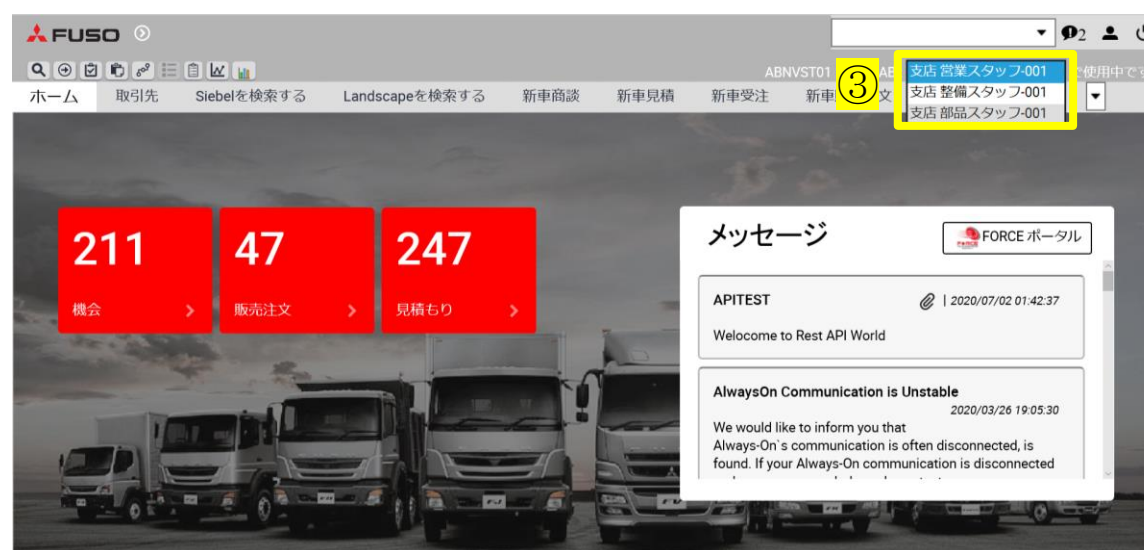 FUSO
2
ABNVST01 AB 支店 営業スタッフ-001 で使用中です
支店 整備スタッフ-001
支店 部品スタッフ-001
③
ホーム 取引先 Siebelを検索する Landscapeを検索する 新車商談 新車見積 新車受注 新車 文
211
機会
47
販売注文
247
見積もり
メッセージ
FORCE ポータル
APITEST | 2020/07/02 01:42:37
Welcome to Rest API World
AlwaysOn Communication is Unstable
2020/03/26 19:05:30
We would like to inform you that
Always-On`s communication is often disconnected, is
found. If your Always-On communication is disconnected